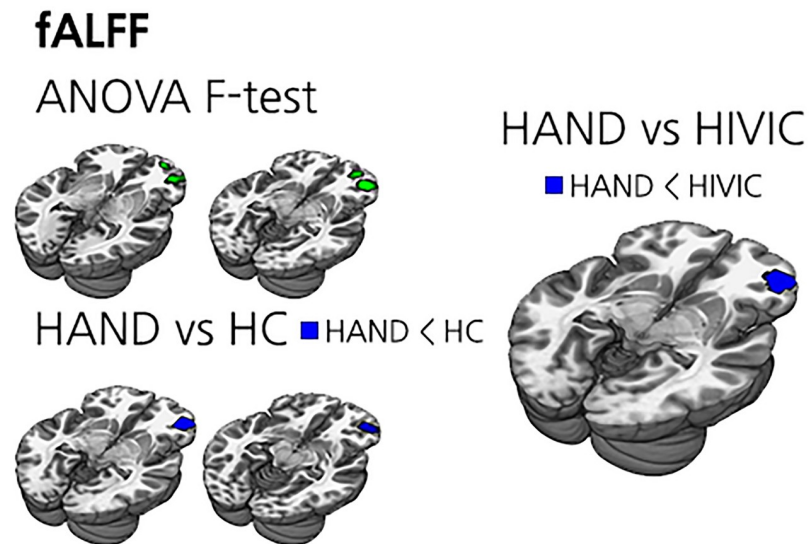 fALFF
ANOVA F-test
HAND vs HIVIC
HAND < HIVIC
HAND vs HC HAND < HC